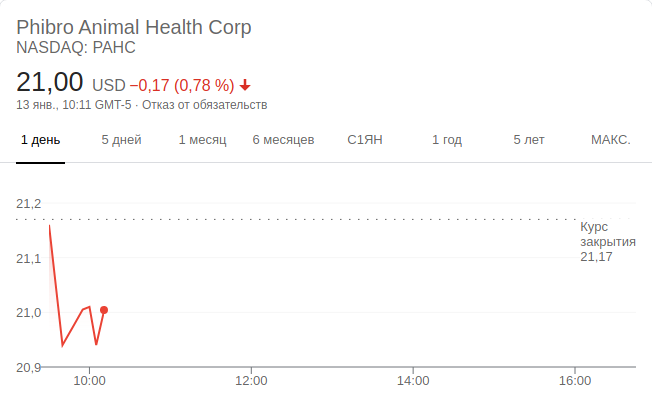 Phibro Animal Health Corp
NASDAQ: PAHC
21,00 USD −0,17 (0,78 %)
13 янв., 10:11 GMT-5 · Отказ от обязательств
1 день 5 дней 1 месяц 6 месяцев С1ЯН 1 год 5 лет МАКС.
21,2
Курс
закрытия
21,17
21,1
21,0
20,9
10:00 12:00 14:00 16:00